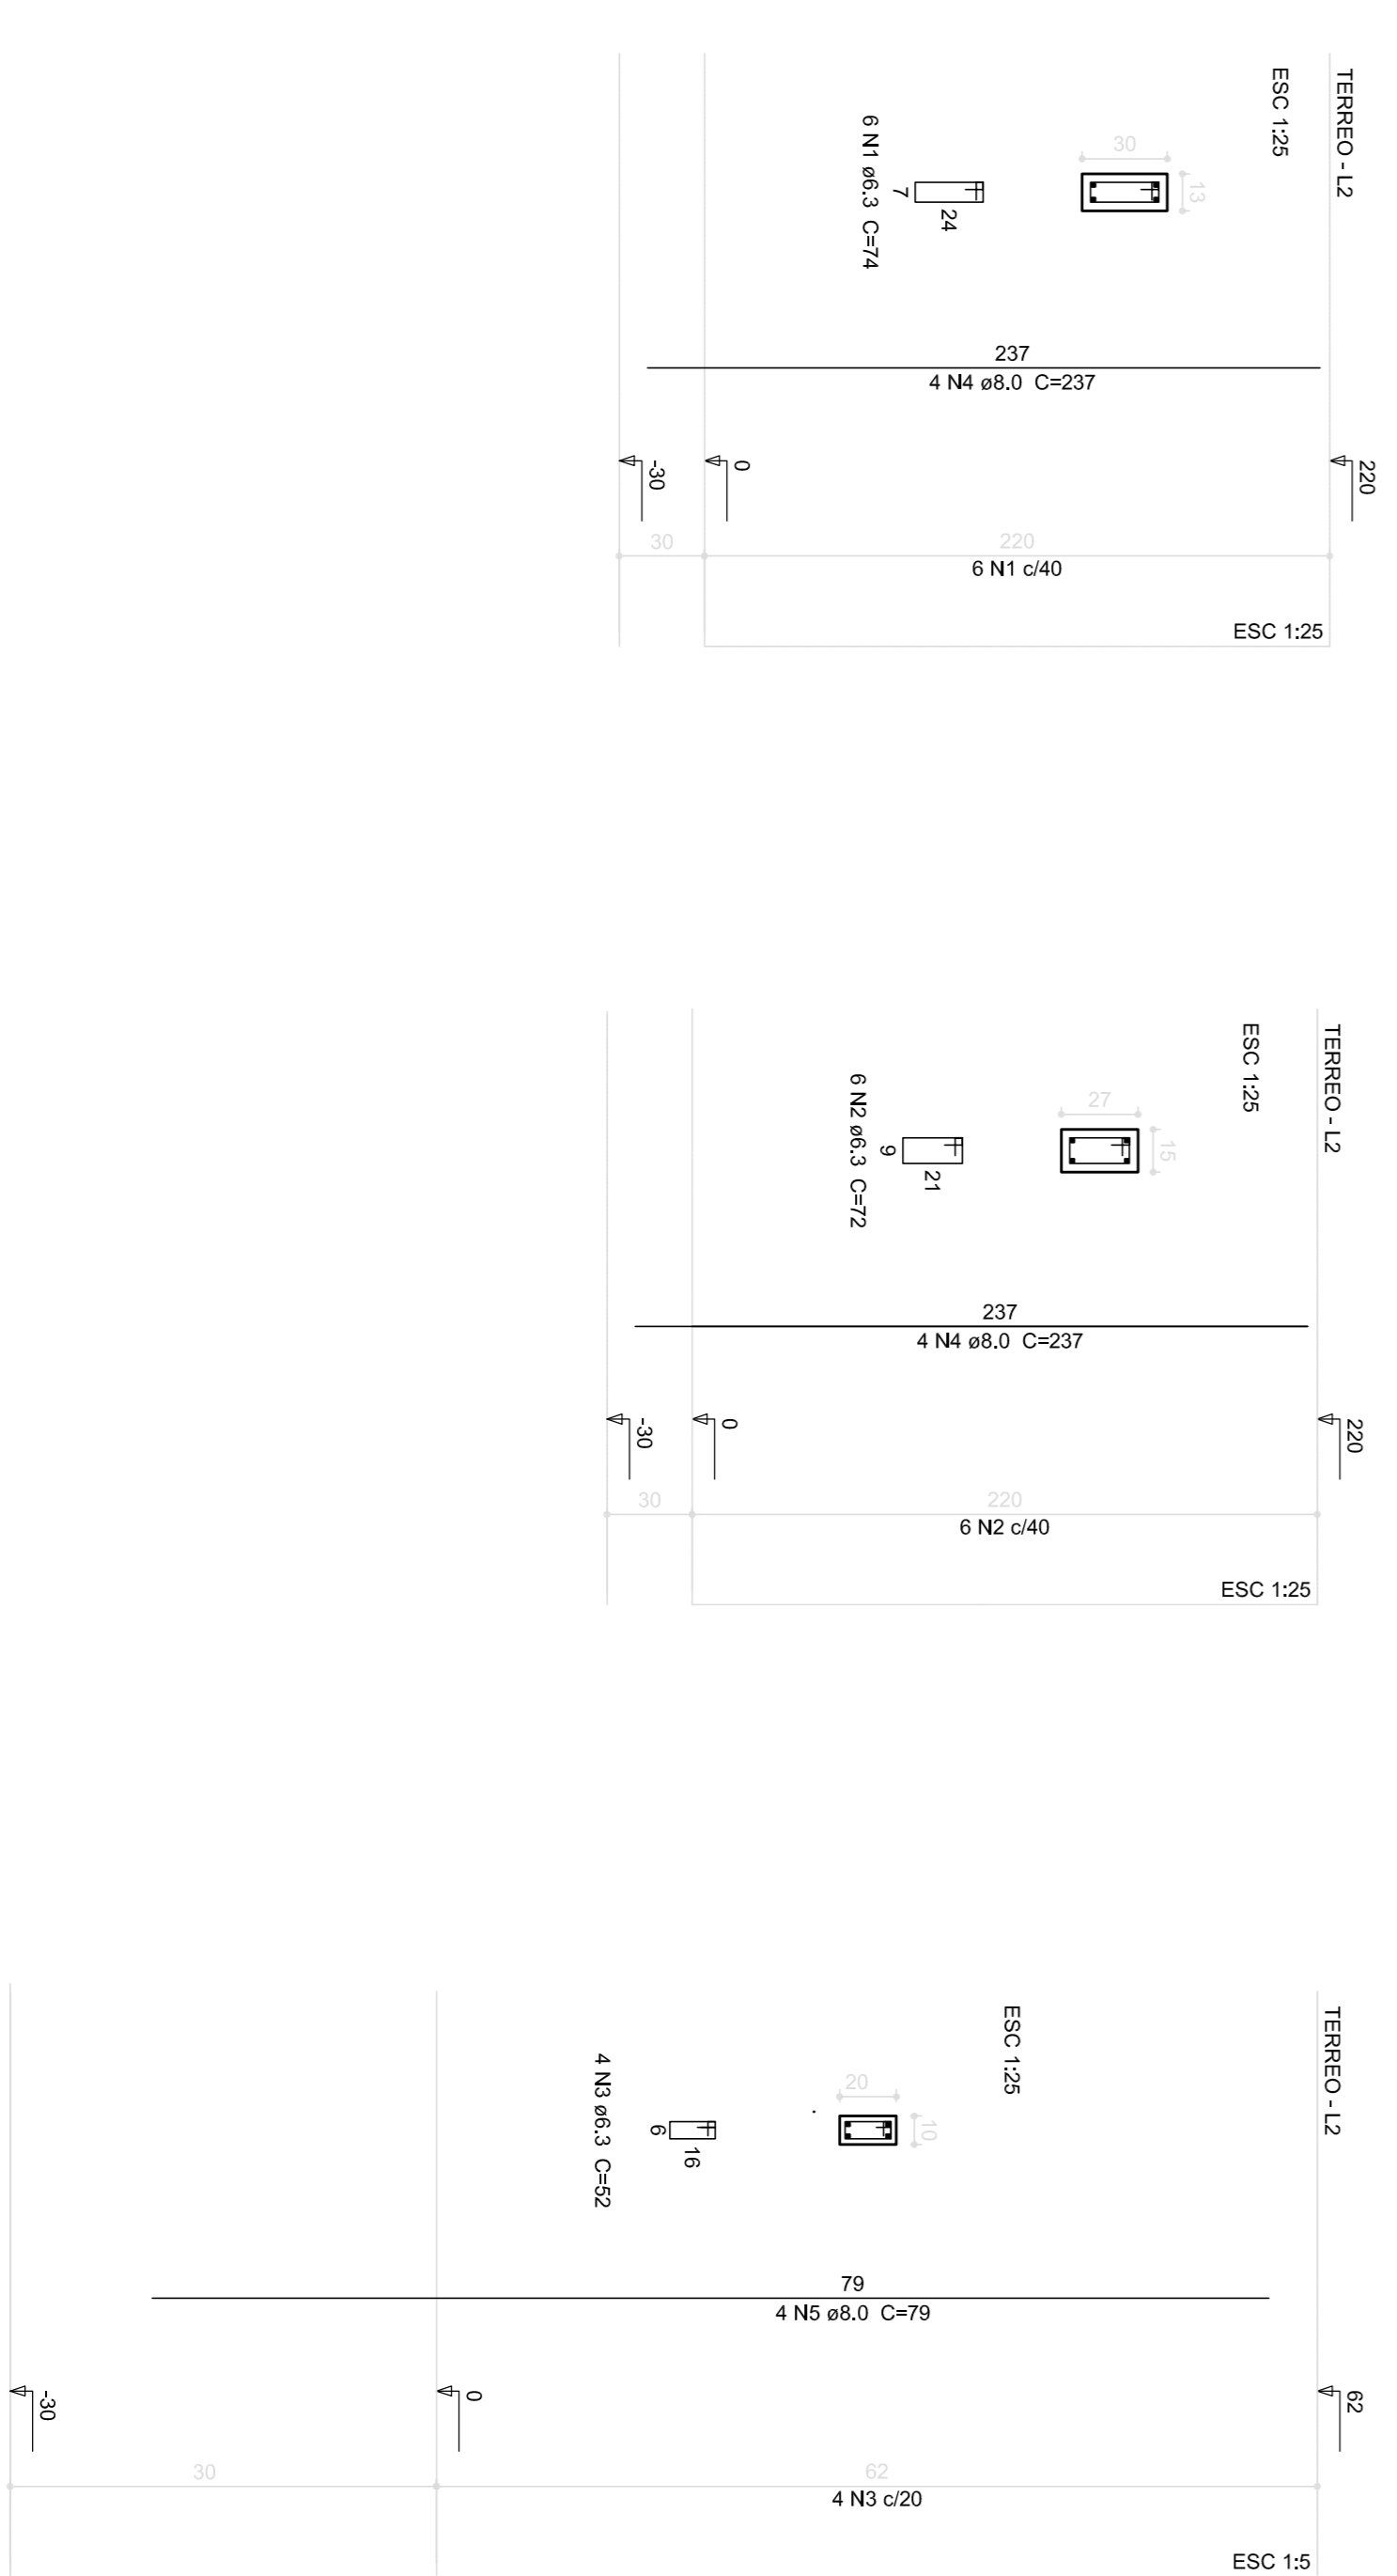 TERREO - L2
ESC 1:25
30
13
24
7
6 N1 ø6.3 C=74
237
4 N4 ø8.0 C=237
220
0
-30
30
220
6 N1 c/40
ESC 1:25
TERREO - L2
ESC 1:25
27
15
21
9
6 N2 ø6.3 C=72
237
4 N4 ø8.0 C=237
220
0
-30
30
220
6 N2 c/40
ESC 1:25
TERREO - L2
ESC 1:25
20
10
16
6
4 N3 ø6.3 C=52
79
4 N5 ø8.0 C=79
62
0
-30
30
62
4 N3 c/20
ESC 1:5